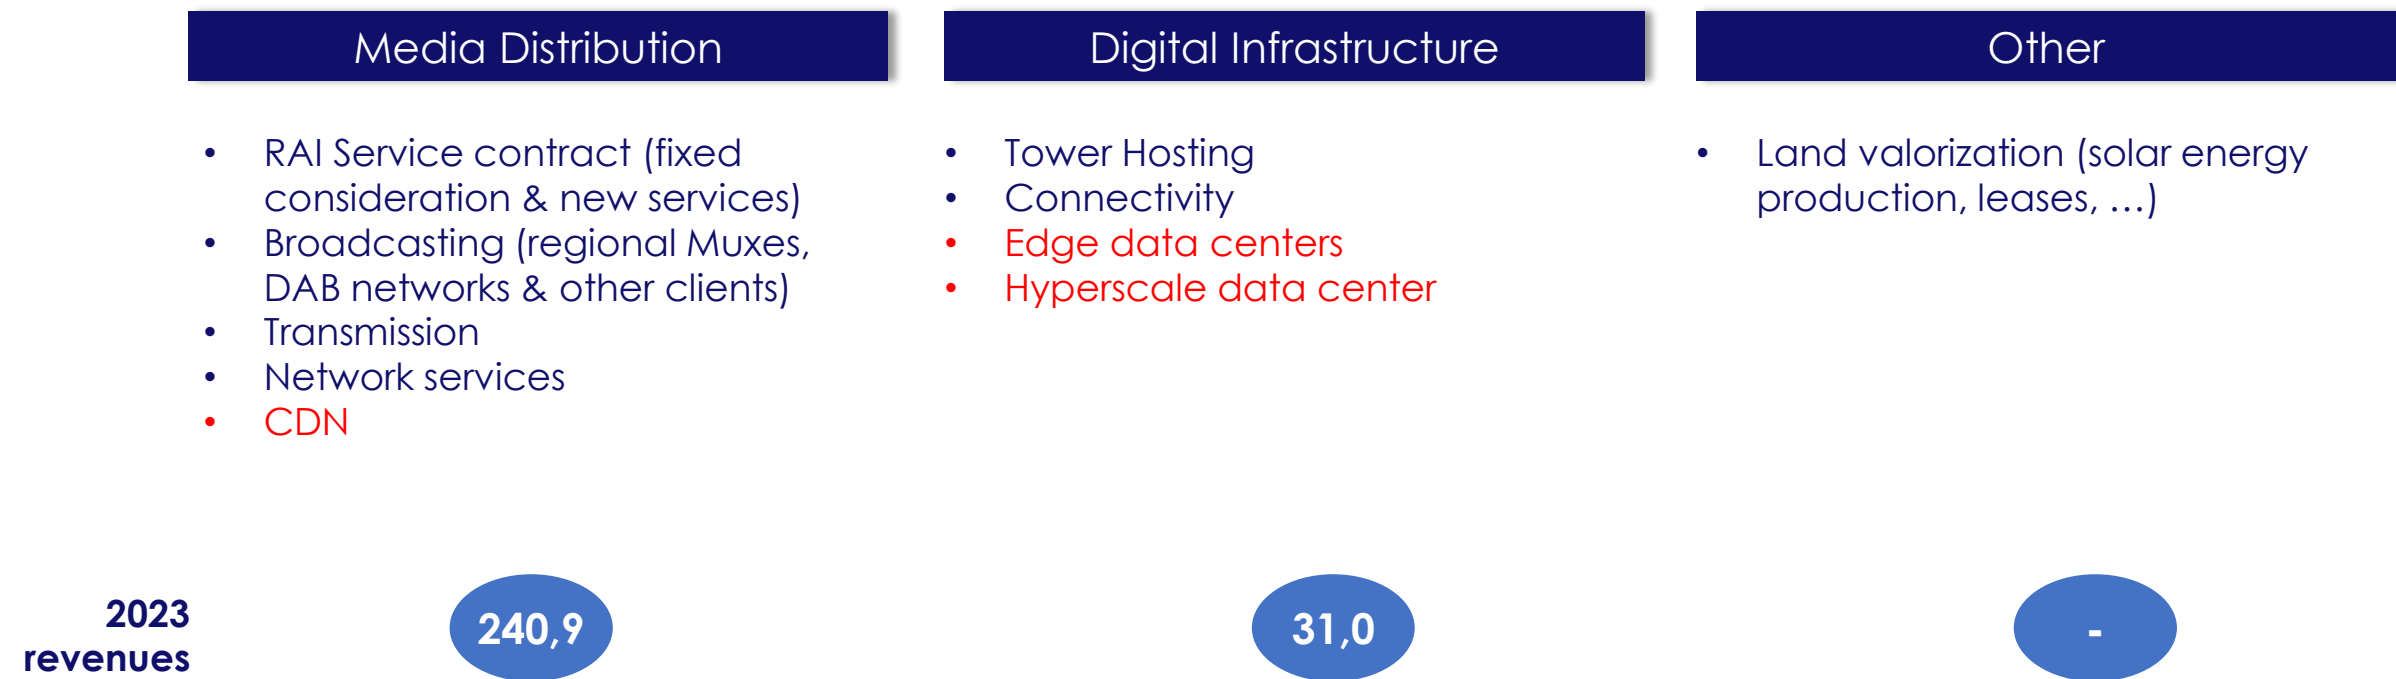 Media Distribution
• RAI Service contract (fixed
consideration & new services)
• Broadcasting (regional Muxes,
DAB networks & other clients)
• Transmission
• Network services
• CDN
Digital Infrastructure
• Tower Hosting
• Connectivity
• Edge data centers
• Hyperscale data center
Other
• Land valorization (solar energy
production, leases, …)
2023
revenues
240,9
31,0
-